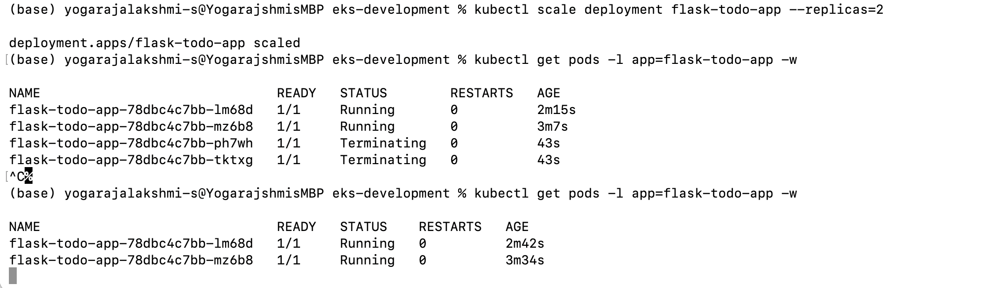 (base) yogarajalakshmi-s@YogarajshmisMBP eks-development % kubectl scale deployment flask-todo-app --replicas=2
deployment.apps/flask-todo-app scaled
[(base) yogarajalakshmi-s@YogarajshmisMBP eks-development % kubectl get pods -l app=flask-todo-app -w
NAME READY STATUS RESTARTS AGE
flask-todo-app-78dbc4c7bb-lm68d 1/1 Running 0 2m15s
flask-todo-app-78dbc4c7bb-mz6b8 1/1 Running 0 3m7s
flask-todo-app-78dbc4c7bb-ph7wh 1/1 Terminating 0 43s
flask-todo-app-78dbc4c7bb-tktxg 1/1 Terminating 0 43s
[^C%
(base) yogarajalakshmi-s@YogarajshmisMBP eks-development % kubectl get pods -l app=flask-todo-app -w
NAME READY STATUS RESTARTS AGE
flask-todo-app-78dbc4c7bb-lm68d 1/1 Running 0 2m42s
flask-todo-app-78dbc4c7bb-mz6b8 1/1 Running 0 3m34s